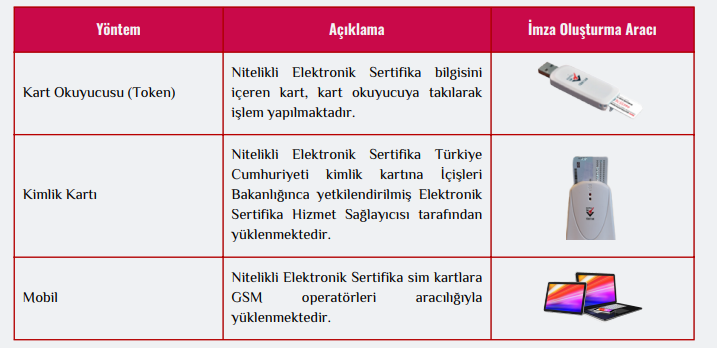 Yöntem
Açıklama
İmza Oluşturma Aracı
Kart Okuyucusu (Token)
Nitelikli Elektronik Sertifika bilgisini
içeren kart, kart okuyucuya takılarak
işlem yapılmaktadır.
Kimlik Kartı
Nitelikli Elektronik Sertifika Türkiye
Cumhuriyeti kimlik kartına İçişleri
Bakanlığınca yetkilendirilmiş Elektronik
Sertifika Hizmet Sağlayıcısı tarafından
yüklenmektedir.
Mobil
Nitelikli Elektronik Sertifika sim kartlara
GSM operatörleri aracılığıyla
yüklenmektedir.